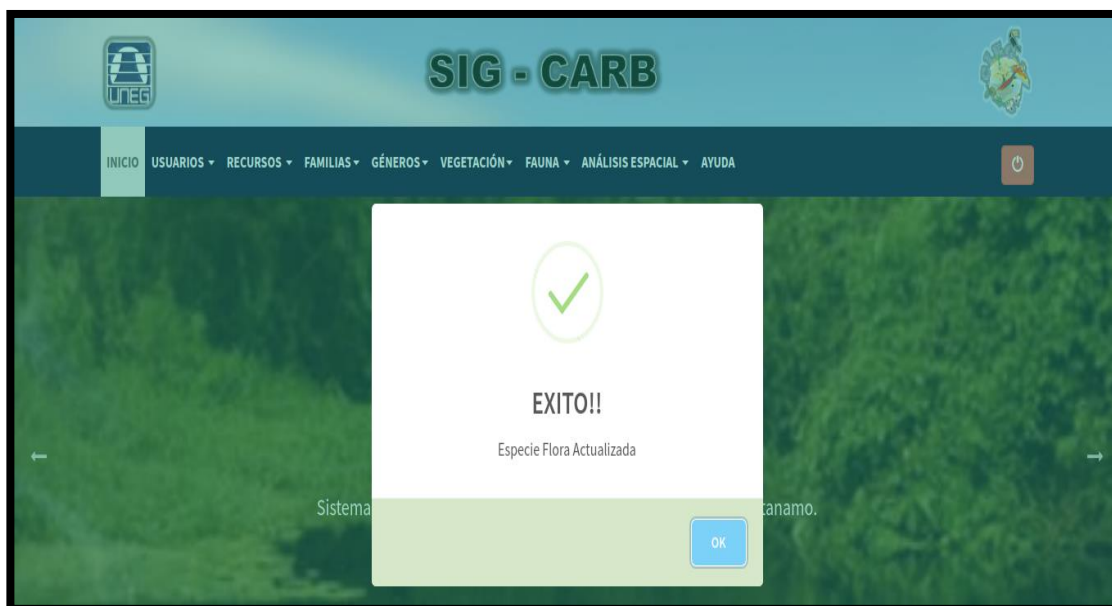 UNEG
SIG - CARB
INICIO USUARIOS RECURSOS FAMILIAS GÉNEROS VEGETACIÓN FAUNA ANÁLISIS ESPACIAL AYUDA
EXITO!!
Especie Flora Actualizada
Sistema tanamo.
OK